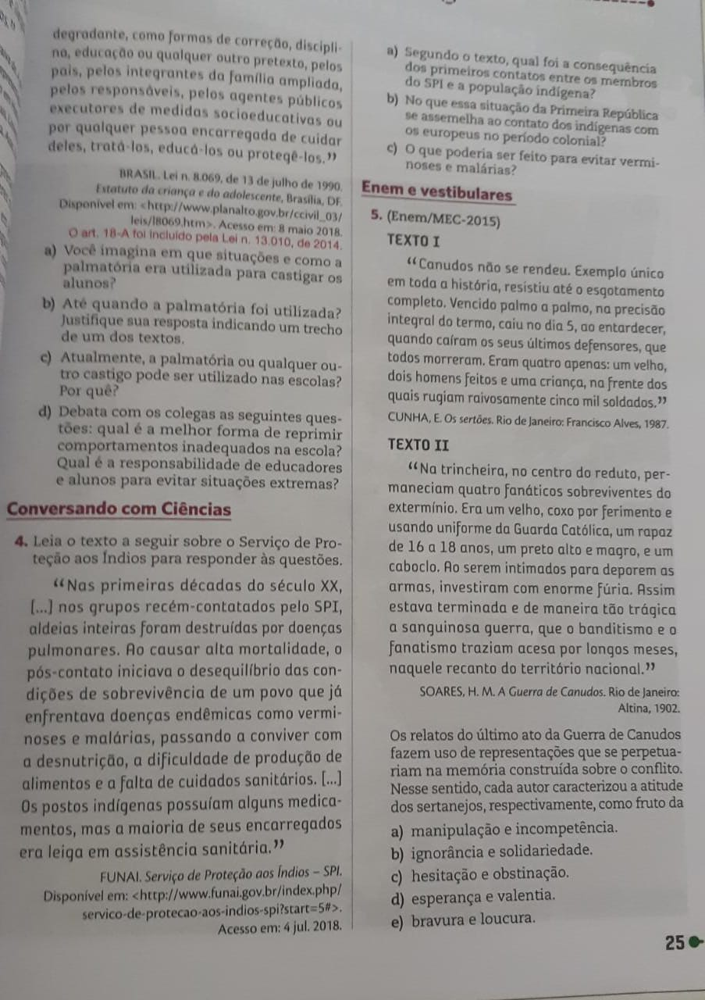 degradante, como formas de correção, discipli-
na, educação ou qualquer outro pretexto, pelos
pais, pelos integrantes da família ampliada,
pelos responsáveis, pelos agentes públicos
executores de medidas socioeducativas ou
por qualquer pessoa encarregada de cuidar
deles, tratá-los, educá-los ou protegê-los.”
BRASIL. Lei n. 8.069, de 13 de julho de 1990.
Estatuto da criança e do adolescente, Brasília, DF.
Disponível em: <http://www.planalto.gov.br/ccivil_03/
leis/l8069.htm>. Acesso em: 8 maio 2018.
O art. 18-A foi incluído pela Lei n. 13.010, de 2014.
a) Você imagina em que situações e como a
palmatória era utilizada para castigar os
alunos?
b) Até quando a palmatória foi utilizada?
Justifique sua resposta indicando um trecho
de um dos textos.
c) Atualmente, a palmatória ou qualquer ou-
tro castigo pode ser utilizado nas escolas?
Por quê?
d) Debata com os colegas as seguintes ques-
tões: qual é a melhor forma de reprimir
comportamentos inadequados na escola?
Qual é a responsabilidade de educadores
e alunos para evitar situações extremas?
Conversando com Ciências
4. Leia o texto a seguir sobre o Serviço de Pro-
teção aos Índios para responder às questões.
“Nas primeiras décadas do século XX,
[...] nos grupos recém-contatados pelo SPI,
aldeias inteiras foram destruídas por doenças
pulmonares. Ao causar alta mortalidade, o
pós-contato iniciava o desequilíbrio das con-
dições de sobrevivência de um povo que já
enfrentava doenças endêmicas como vermi-
noses e malárias, passando a conviver com
a desnutrição, a dificuldade de produção de
alimentos e a falta de cuidados sanitários. [...]
Os postos indígenas possuíam alguns medica-
mentos, mas a maioria de seus encarregados
era leiga em assistência sanitária.”
FUNAI. Serviço de Proteção aos Índios – SPI.
Disponível em: <http://www.funai.gov.br/index.php/
servico-de-protecao-aos-indios-spi?start=5#>.
Acesso em: 4 jul. 2018.
a) Segundo o texto, qual foi a consequência
dos primeiros contatos entre os membros
do SPI e a população indígena?
b) No que essa situação da Primeira República
se assemelha ao contato dos indígenas com
os europeus no período colonial?
c) O que poderia ser feito para evitar vermi-
noses e malárias?
Enem e vestibulares
5. (Enem/MEC-2015)
TEXTO I
“Canudos não se rendeu. Exemplo único
em toda a história, resistiu até o esgotamento
completo. Vencido palmo a palmo, na precisão
integral do termo, caiu no dia 5, ao entardecer,
quando caíram os seus últimos defensores, que
todos morreram. Eram quatro apenas: um velho,
dois homens feitos e uma criança, na frente dos
quais rugiam raivosamente cinco mil soldados.”
CUNHA, E. Os sertões. Rio de Janeiro: Francisco Alves, 1987.
TEXTO II
“Na trincheira, no centro do reduto, per-
maneciam quatro fanáticos sobreviventes do
extermínio. Era um velho, coxo por ferimento e
usando uniforme da Guarda Católica, um rapaz
de 16 a 18 anos, um preto alto e magro, e um
caboclo. Ao serem intimados para deporem as
armas, investiram com enorme fúria. Assim
estava terminada e de maneira tão trágica
a sanguinosa guerra, que o banditismo e o
fanatismo traziam acesa por longos meses,
naquele recanto do território nacional.”
SOARES, H. M. A Guerra de Canudos. Rio de Janeiro:
Altina, 1902.
Os relatos do último ato da Guerra de Canudos
fazem uso de representações que se perpetua-
riam na memória construída sobre o conflito.
Nesse sentido, cada autor caracterizou a atitude
dos sertanejos, respectivamente, como fruto da
a) manipulação e incompetência.
b) ignorância e solidariedade.
c) hesitação e obstinação.
d) esperança e valentia.
e) bravura e loucura.
25